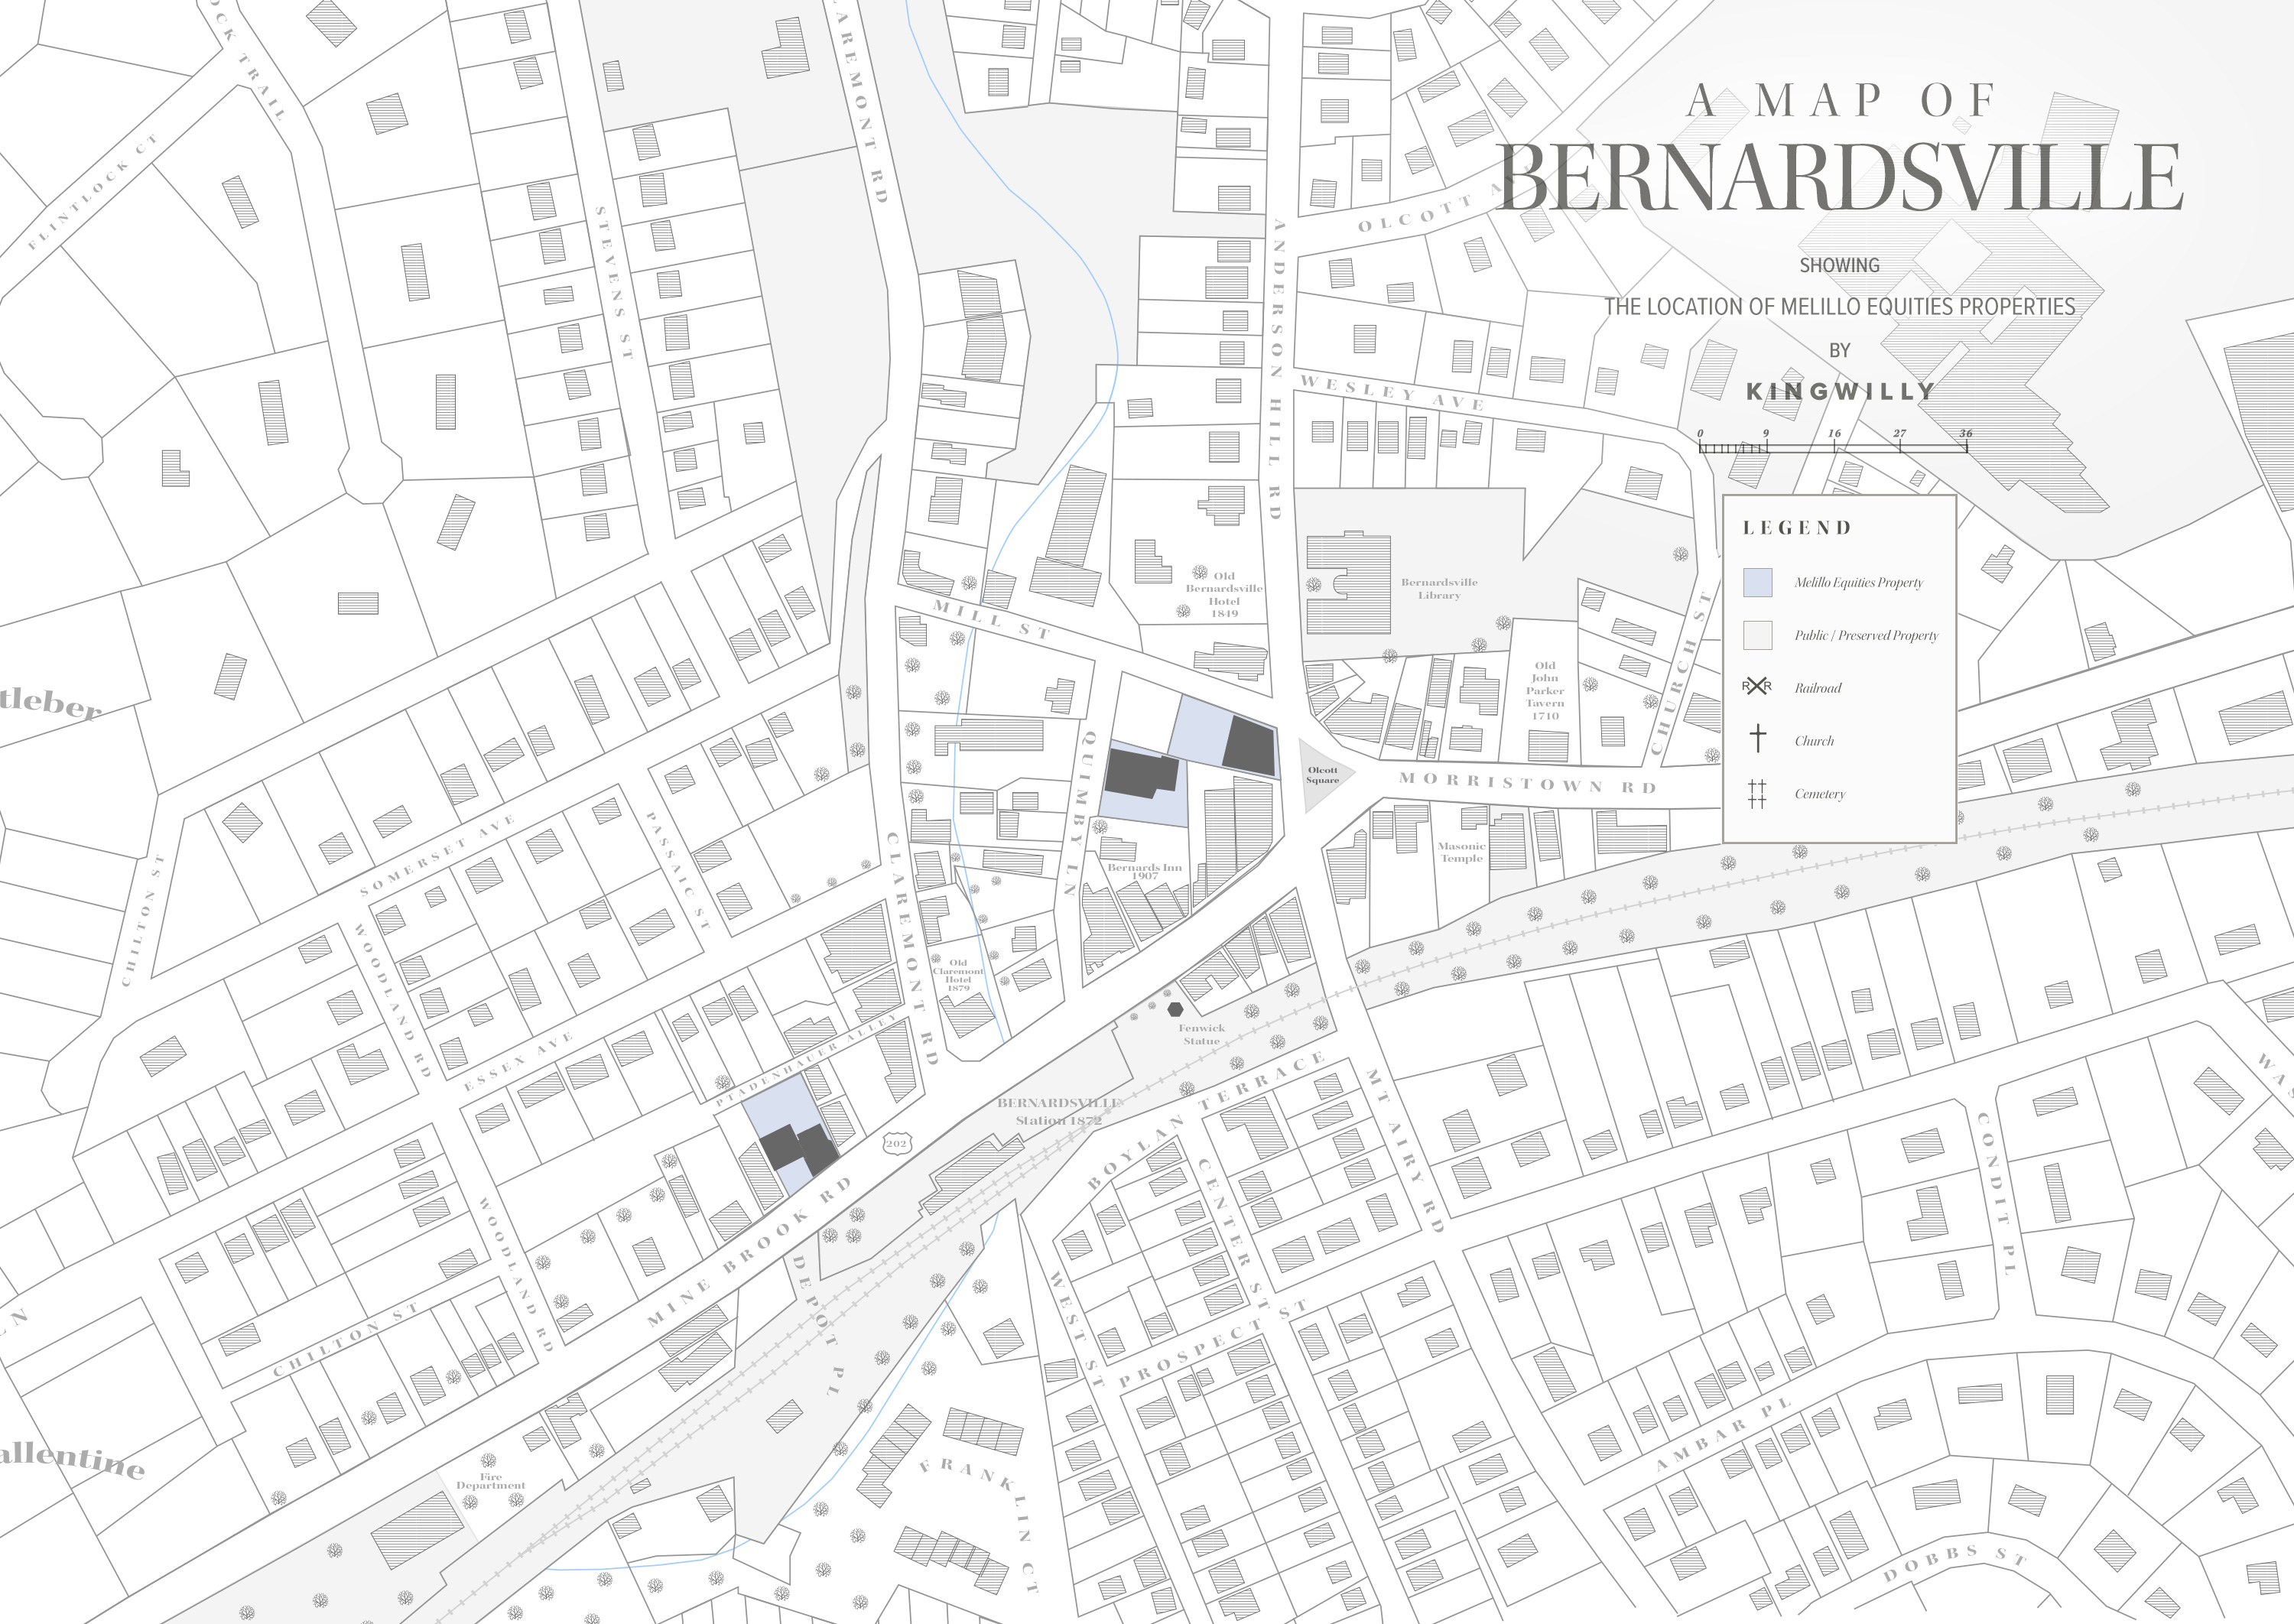 A MAP OF
BERNARDSVILLE
SHOWING
THE LOCATION OF MELILLO EQUITIES PROPERTIES
BY
KINGWILLY
0 9 16 27 36
LEGEND
Melillo Equities Property
Public / Preserved Property
R R Railroad
Church
Cemetery
OCK TRAIL
FLINTLOCK CT
STEVENS ST
AREMONT RD
ANDERSON HILL RD
OLCOTT A
WESLEY AVE
Old
Bernardsville
Hotel
1849
Bernardsville
Library
MILL ST
Old
John
Parker
Tavern
1710
CHURCH ST
tleber
QUIMBY LN
Olcott
Square
MORRISTOWN RD
SOMERSET AVE
PASSAIC ST
CHILTON ST
CLAREMONT RD
Masonic
Temple
Bernards Inn
1907
WOODLAND RD
Old
Claremont
Hotel
1879
ESSEX AVE
PTADENHAUER ALLEY
Fenwick
Statue
BERNARDSVILLE
Station 1872
202
BOYLAN TERRACE
MT AIRY RD
CENTER ST
CONDIT PL
WA
WOODLAND RD
MINE BROOK RD
DEPOT PL
WEST ST
PROSPECT ST
LN
CHILTON ST
AMBAR PL
allentine
Fire
Department
FRANKLIN CT
DOBBS ST